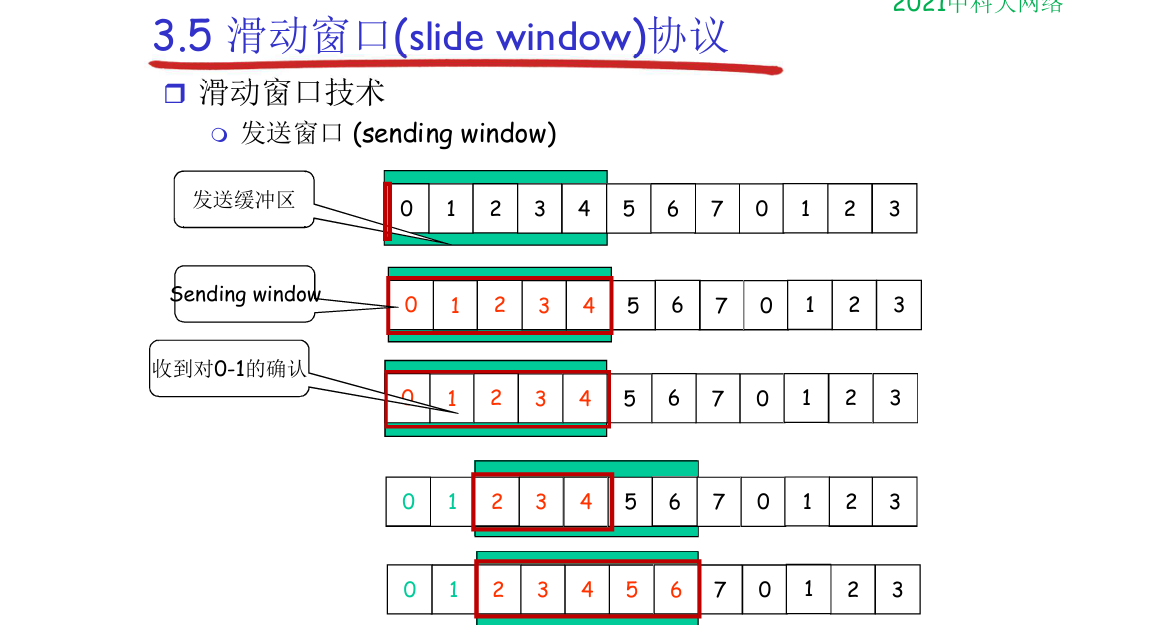 2021中科大网络
3.5 滑动窗口(slide window)协议
滑动窗口技术
发送窗口 (sending window)
发送缓冲区
0 1 2 3 4 5 6 7 0 1 2 3
Sending window
0 1 2 3 4 5 6 7 0 1 2 3
收到对0-1的确认
0 1 2 3 4 5 6 7 0 1 2 3
0 1 2 3 4 5 6 7 0 1 2 3
0 1 2 3 4 5 6 7 0 1 2 3